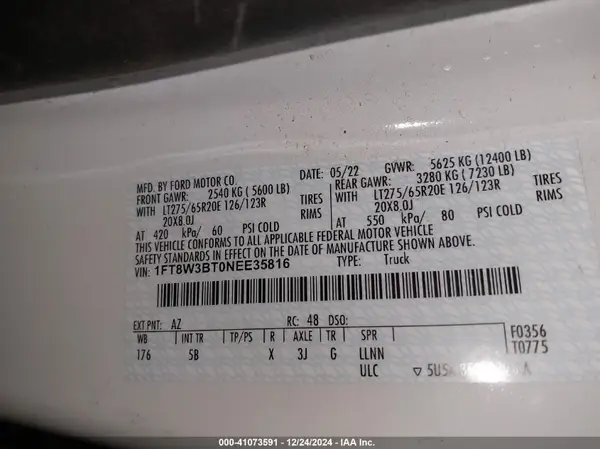 MFD. BY FORD MOTOR CO. DATE: 05/22 GVWR: 5625 KG (12400 LB)
FRONT GAWR: 2540 KG ( 5600 LB) REAR GAWR: 3280 KG ( 7230 LB)
WITH LT275/65R20E 126/123R TIRES WITH LT275/65R20E 126/123R TIRES
20X8.0J RIMS 20X8.0J RIMS
AT 420 kPa/ 60 PSI COLD AT 550 kPa/ 80 PSI COLD
THIS VEHICLE CONFORMS TO ALL APPLICABLE FEDERAL MOTOR VEHICLE
SAFETY STANDARDS IN EFFECT ON THE DATE OF MANUFACTURE SHOWN ABOVE.
VIN: 1FT8W3BT0NEE35816 TYPE: Truck
EXT PNT: AZ RC: 48 DSO: F0356
WB INT TR TP/PS R AXLE TR SPR T0775
176 5B X 3J G LLNN
ULC
000-41073591 - 12/24/2024 - IAA Inc.